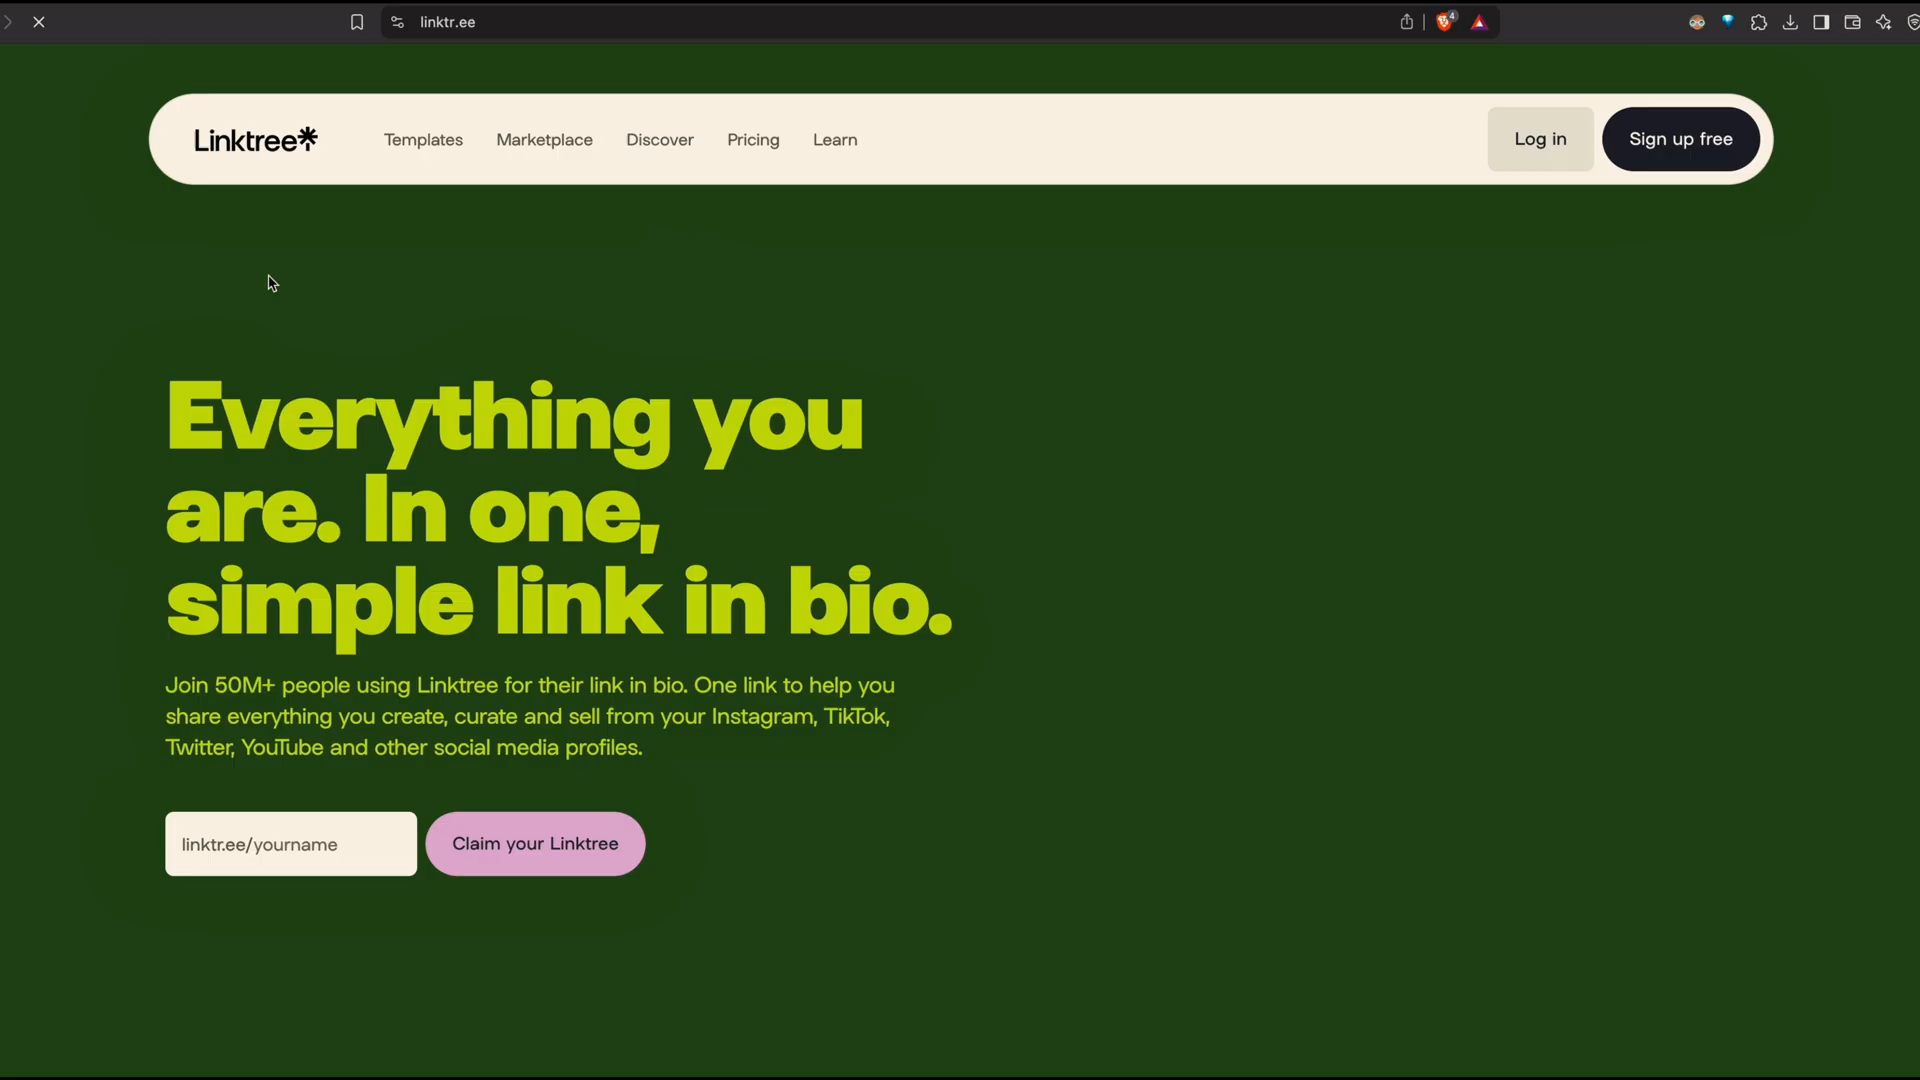 linktr.ee
4
Linktree
Templates
Marketplace
Discover
Pricing
Learn
Log in
Sign up free
Everything you
are. In one,
simple link in bio.
Join 50M+ people using Linktree for their link in bio. One link to help you
share everything you create, curate and sell from your Instagram, TikTok,
Twitter, YouTube and other social media profiles.
linktr.ee/yourname
Claim your Linktree